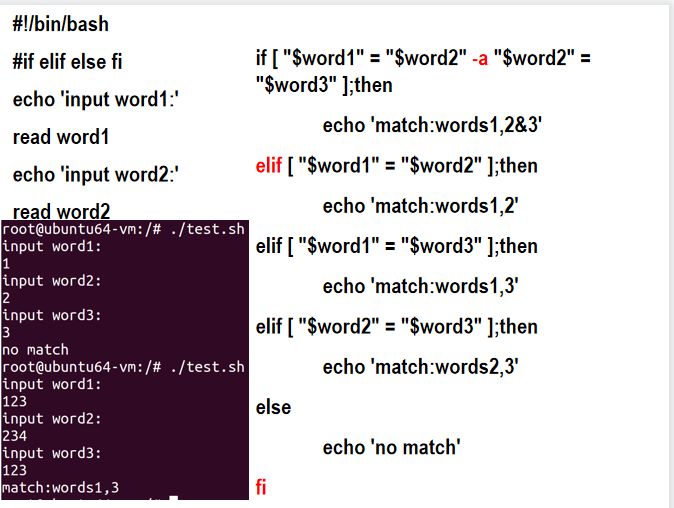 #!/bin/bash
#if elif else fi
echo 'input word1:'
read word1
echo 'input word2:'
read word2
root@ubuntu64-vm:/# ./test.sh
input word1:
1
input word2:
2
input word3:
3
no match
root@ubuntu64-vm:/# ./test.sh
input word1:
123
input word2:
234
input word3:
123
match:words1,3
if [ "$word1" = "$word2" -a "$word2" =
"$word3" ];then
echo 'match:words1,2&3'
elif [ "$word1" = "$word2" ];then
echo 'match:words1,2'
elif [ "$word1" = "$word3" ];then
echo 'match:words1,3'
elif [ "$word2" = "$word3" ];then
echo 'match:words2,3'
else
echo 'no match'
fi